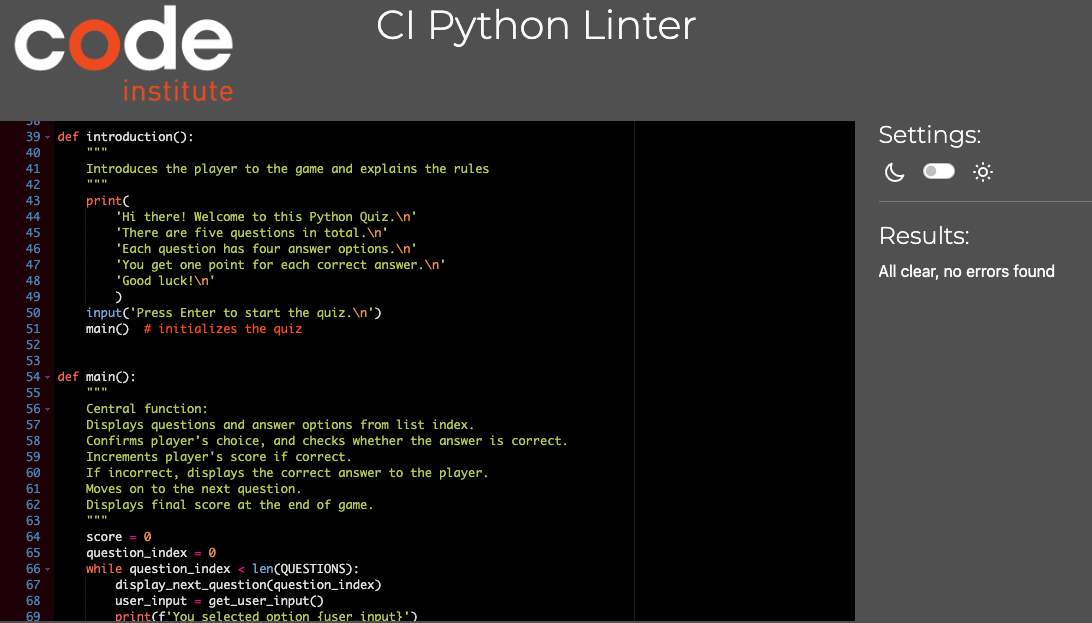 code
institute
CI Python Linter
38
39 def introduction():
40     """
41     Introduces the player to the game and explains the rules
42     """
43     print(
44         'Hi there! Welcome to this Python Quiz.\n'
45         'There are five questions in total.\n'
46         'Each question has four answer options.\n'
47         'You get one point for each correct answer.\n'
48         'Good luck!\n'
49         )
50     input('Press Enter to start the quiz.\n')
51     main()  # initializes the quiz
52
53
54 def main():
55     """
56     Central function:
57     Displays questions and answer options from list index.
58     Confirms player's choice, and checks whether the answer is correct.
59     Increments player's score if correct.
60     If incorrect, displays the correct answer to the player.
61     Moves on to the next question.
62     Displays final score at the end of game.
63     """
64     score = 0
65     question_index = 0
66     while question_index < len(QUESTIONS):
67         display_next_question(question_index)
68         user_input = get_user_input()
69         print(f'You selected option {user_input}')
Settings:
Results:
All clear, no errors found